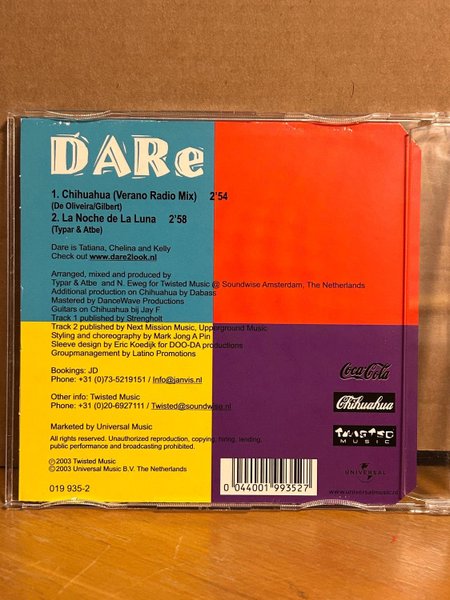 DARe
1. Chihuahua (Verano Radio Mix) 2'54
(De Oliveira/Gilbert)
2. La Noche de La Luna 2'58
(Typar & Atbe)
Dare is Tatiana, Chelina and Kelly
Check out www.dare2look.nl
Arranged, mixed and produced by
Typar & Atbe and N. Eweg for Twisted Music @ Soundwise Amsterdam, The Netherlands
Additional production on Chihuahua by Dabass
Mastered by DanceWave Productions
Guitars on Chihuahua bij Jay F
Track 1 published by Strengholt
Track 2 published by Next Mission Music, Upperground Music
Styling and choreography by Mark Jong A Pin
Sleeve design by Eric Koedijk for DOO-DA productions
Groupmanagement by Latino Promotions
Bookings: JD
Phone: +31 (0)73-5219151 / Info@janvis.nl
Other info: Twisted Music
Phone: +31 (0)20-6927111 / Twisted@soundwise.nl
Marketed by Universal Music
All rights reserved. Unauthorized reproduction, copying, hiring, lending,
public performance and broadcasting prohibited.
℗2003 Twisted Music
©2003 Universal Music B.V. The Netherlands
019 935-2
0 044001 993527
Coca-Cola
Chihuahua
TWISTED
MUSIC
UNIVERSAL
www.universalmusic.nl